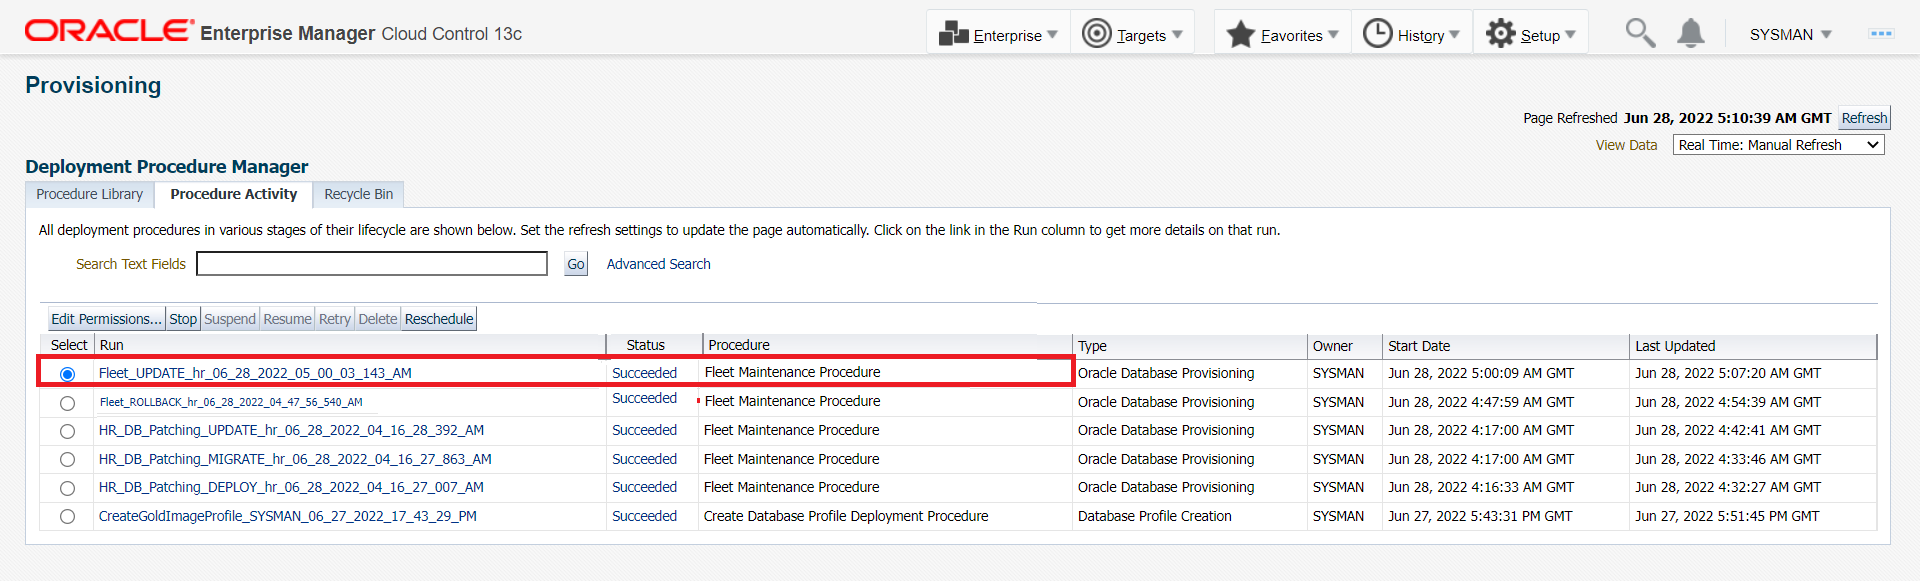 ORACLE Enterprise Manager Cloud Control 13c Enterprise Targets Favorites History Setup SYSMAN
Provisioning
Page Refreshed Jun 28, 2022 5:10:39 AM GMT Refresh
View Data Real Time: Manual Refresh
Deployment Procedure Manager
Procedure Library Procedure Activity Recycle Bin
All deployment procedures in various stages of their lifecycle are shown below. Set the refresh settings to update the page automatically. Click on the link in the Run column to get more details on that run.
Search Text Fields Go Advanced Search
Edit Permissions... Stop Suspend Resume Retry Delete Reschedule
Select Run Status Procedure Type Owner Start Date Last Updated
Fleet_UPDATE_hr_06_28_2022_05_00_03_143_AM Succeeded Fleet Maintenance Procedure Oracle Database Provisioning SYSMAN Jun 28, 2022 5:00:09 AM GMT Jun 28, 2022 5:07:20 AM GMT
Fleet_ROLLBACK_hr_06_28_2022_04_47_56_540_AM Succeeded Fleet Maintenance Procedure Oracle Database Provisioning SYSMAN Jun 28, 2022 4:47:59 AM GMT Jun 28, 2022 4:54:39 AM GMT
HR_DB_Patching_UPDATE_hr_06_28_2022_04_16_28_392_AM Succeeded Fleet Maintenance Procedure Oracle Database Provisioning SYSMAN Jun 28, 2022 4:17:00 AM GMT Jun 28, 2022 4:42:41 AM GMT
HR_DB_Patching_MIGRATE_hr_06_28_2022_04_16_27_863_AM Succeeded Fleet Maintenance Procedure Oracle Database Provisioning SYSMAN Jun 28, 2022 4:17:00 AM GMT Jun 28, 2022 4:33:46 AM GMT
HR_DB_Patching_DEPLOY_hr_06_28_2022_04_16_27_007_AM Succeeded Fleet Maintenance Procedure Oracle Database Provisioning SYSMAN Jun 28, 2022 4:16:33 AM GMT Jun 28, 2022 4:32:27 AM GMT
CreateGoldImageProfile_SYSMAN_06_27_2022_17_43_29_PM Succeeded Create Database Profile Deployment Procedure Database Profile Creation SYSMAN Jun 27, 2022 5:43:31 PM GMT Jun 27, 2022 5:51:45 PM GMT